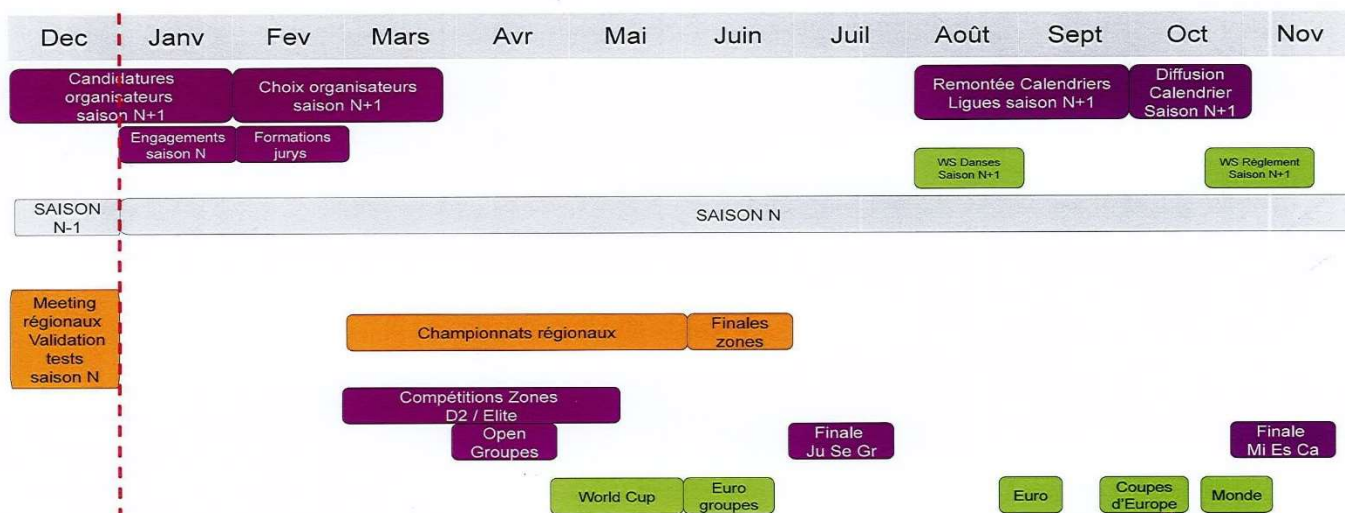 Dec Janv Fev Mars Avr Mai Juin Juil Août Sept Oct Nov
Candidatures
organisateurs
saison N+1
Choix organisateurs
saison N+1
Remontée Calendriers
Ligues saison N+1
Diffusion
Calendrier
Saison N+1
Engagements
saison N
Formations
jurys
WS Danses
Saison N+1
WS Règlement
Saison N+1
SAISON
N-1
SAISON N
Meeting
régionaux
Validation
tests
saison N
Championnats régionaux
Finales
zones
Compétitions Zones
D2 / Elite
Open
Groupes
Finale
Ju Se Gr
Finale
Mi Es Ca
World Cup
Euro
groupes
Euro
Coupes
d'Europe
Monde